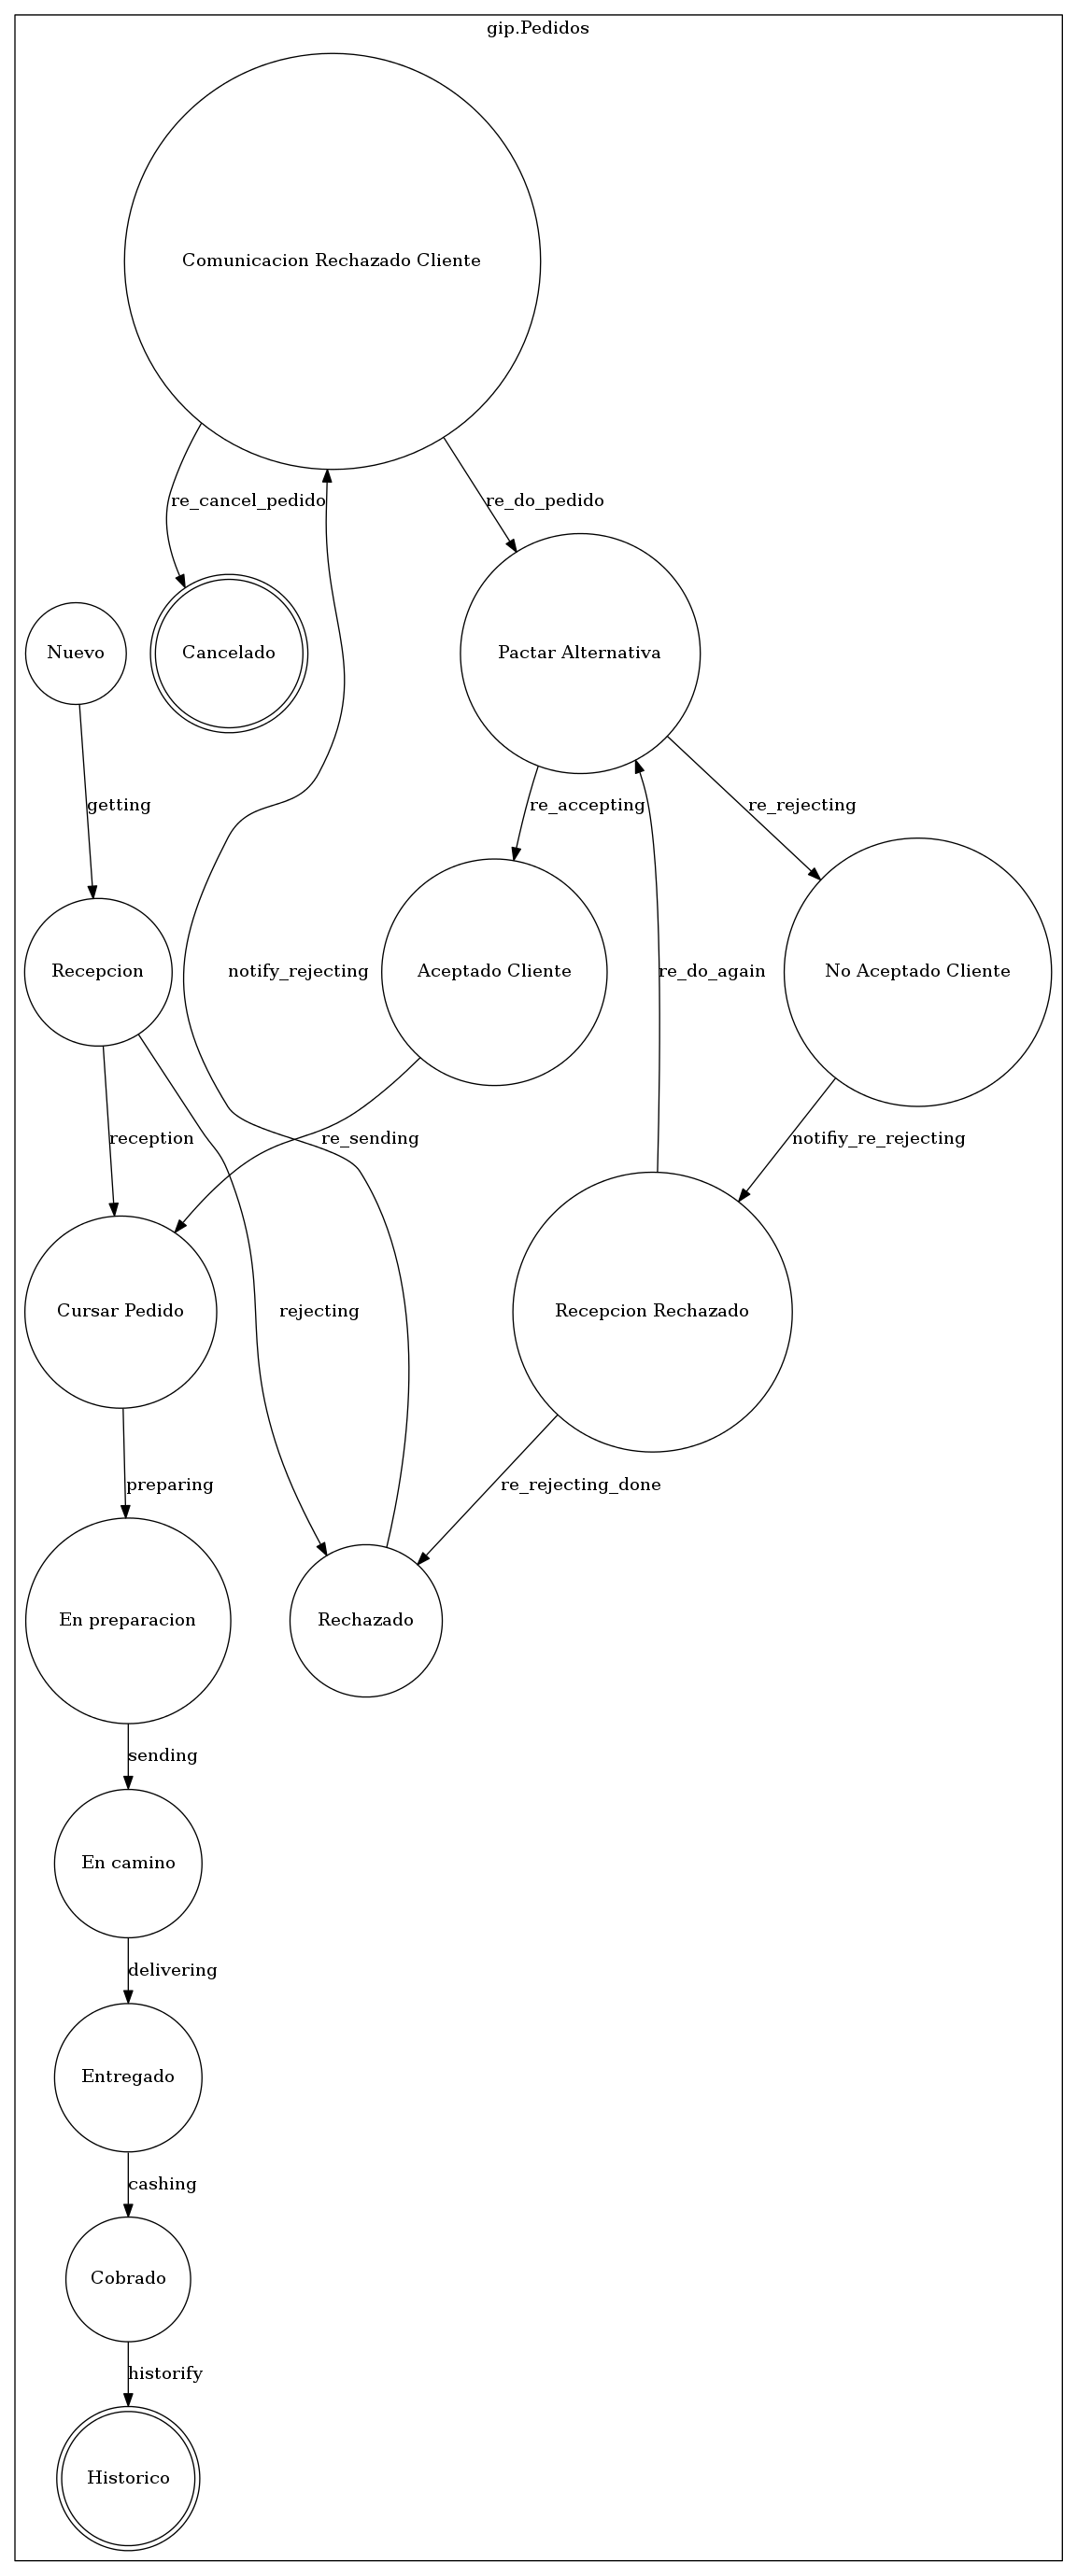 gip.Pedidos
Comunicacion Rechazado Cliente
re_cancel_pedido
re_do_pedido
Nuevo
Cancelado
Pactar Alternativa
getting
re_accepting
re_rejecting
Recepcion
notify_rejecting
Aceptado Cliente
re_do_again
No Aceptado Cliente
reception
re_sending
notifiy_re_rejecting
Cursar Pedido
rejecting
Recepcion Rechazado
preparing
re_rejecting_done
En preparacion
Rechazado
sending
En camino
delivering
Entregado
cashing
Cobrado
historify
Historico